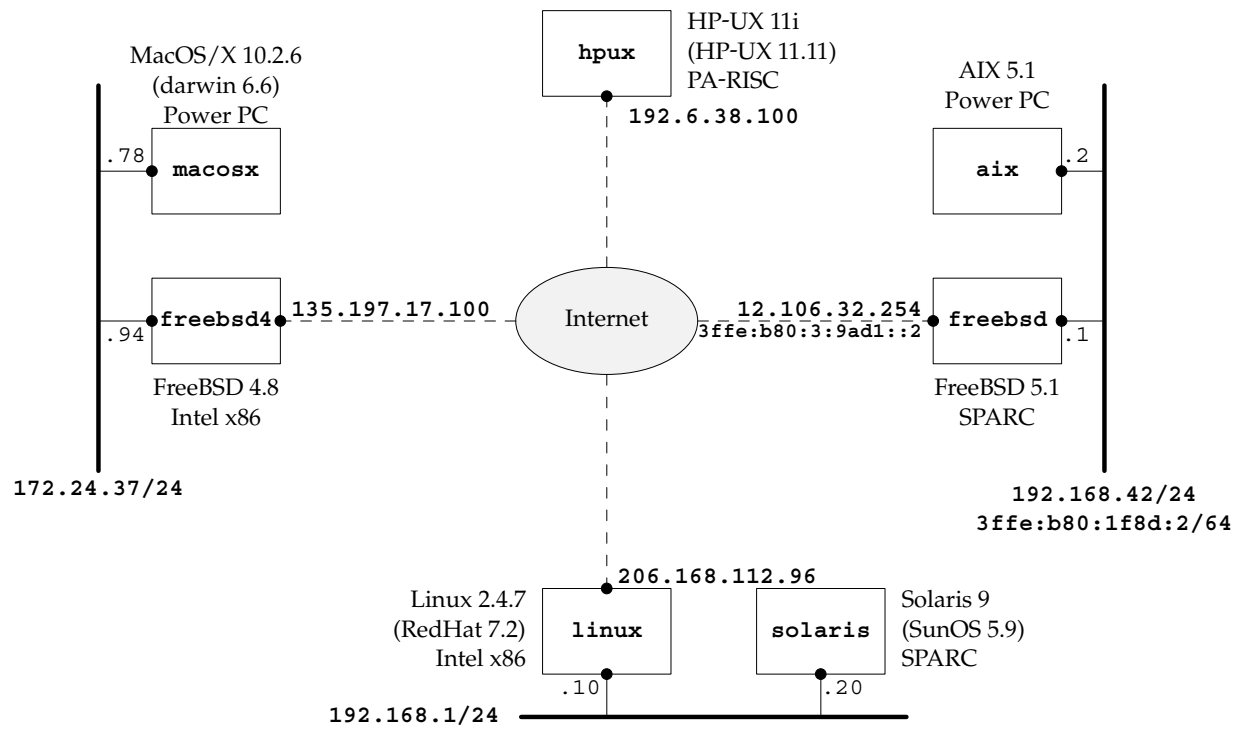 HP-UX 11i
(HP-UX 11.11)
PA-RISC
hpux
192.6.38.100
MacOS/X 10.2.6
(darwin 6.6)
Power PC
.78
macosx
AIX 5.1
Power PC
aix
.2
freebsd4
.94
135.197.17.100
FreeBSD 4.8
Intel x86
172.24.37/24
Internet
12.106.32.254
3ffe:b80:3:9ad1::2
freebsd
.1
FreeBSD 5.1
SPARC
192.168.42/24
3ffe:b80:1f8d:2/64
206.168.112.96
Linux 2.4.7
(RedHat 7.2)
Intel x86
linux
.10
solaris
.20
Solaris 9
(SunOS 5.9)
SPARC
192.168.1/24